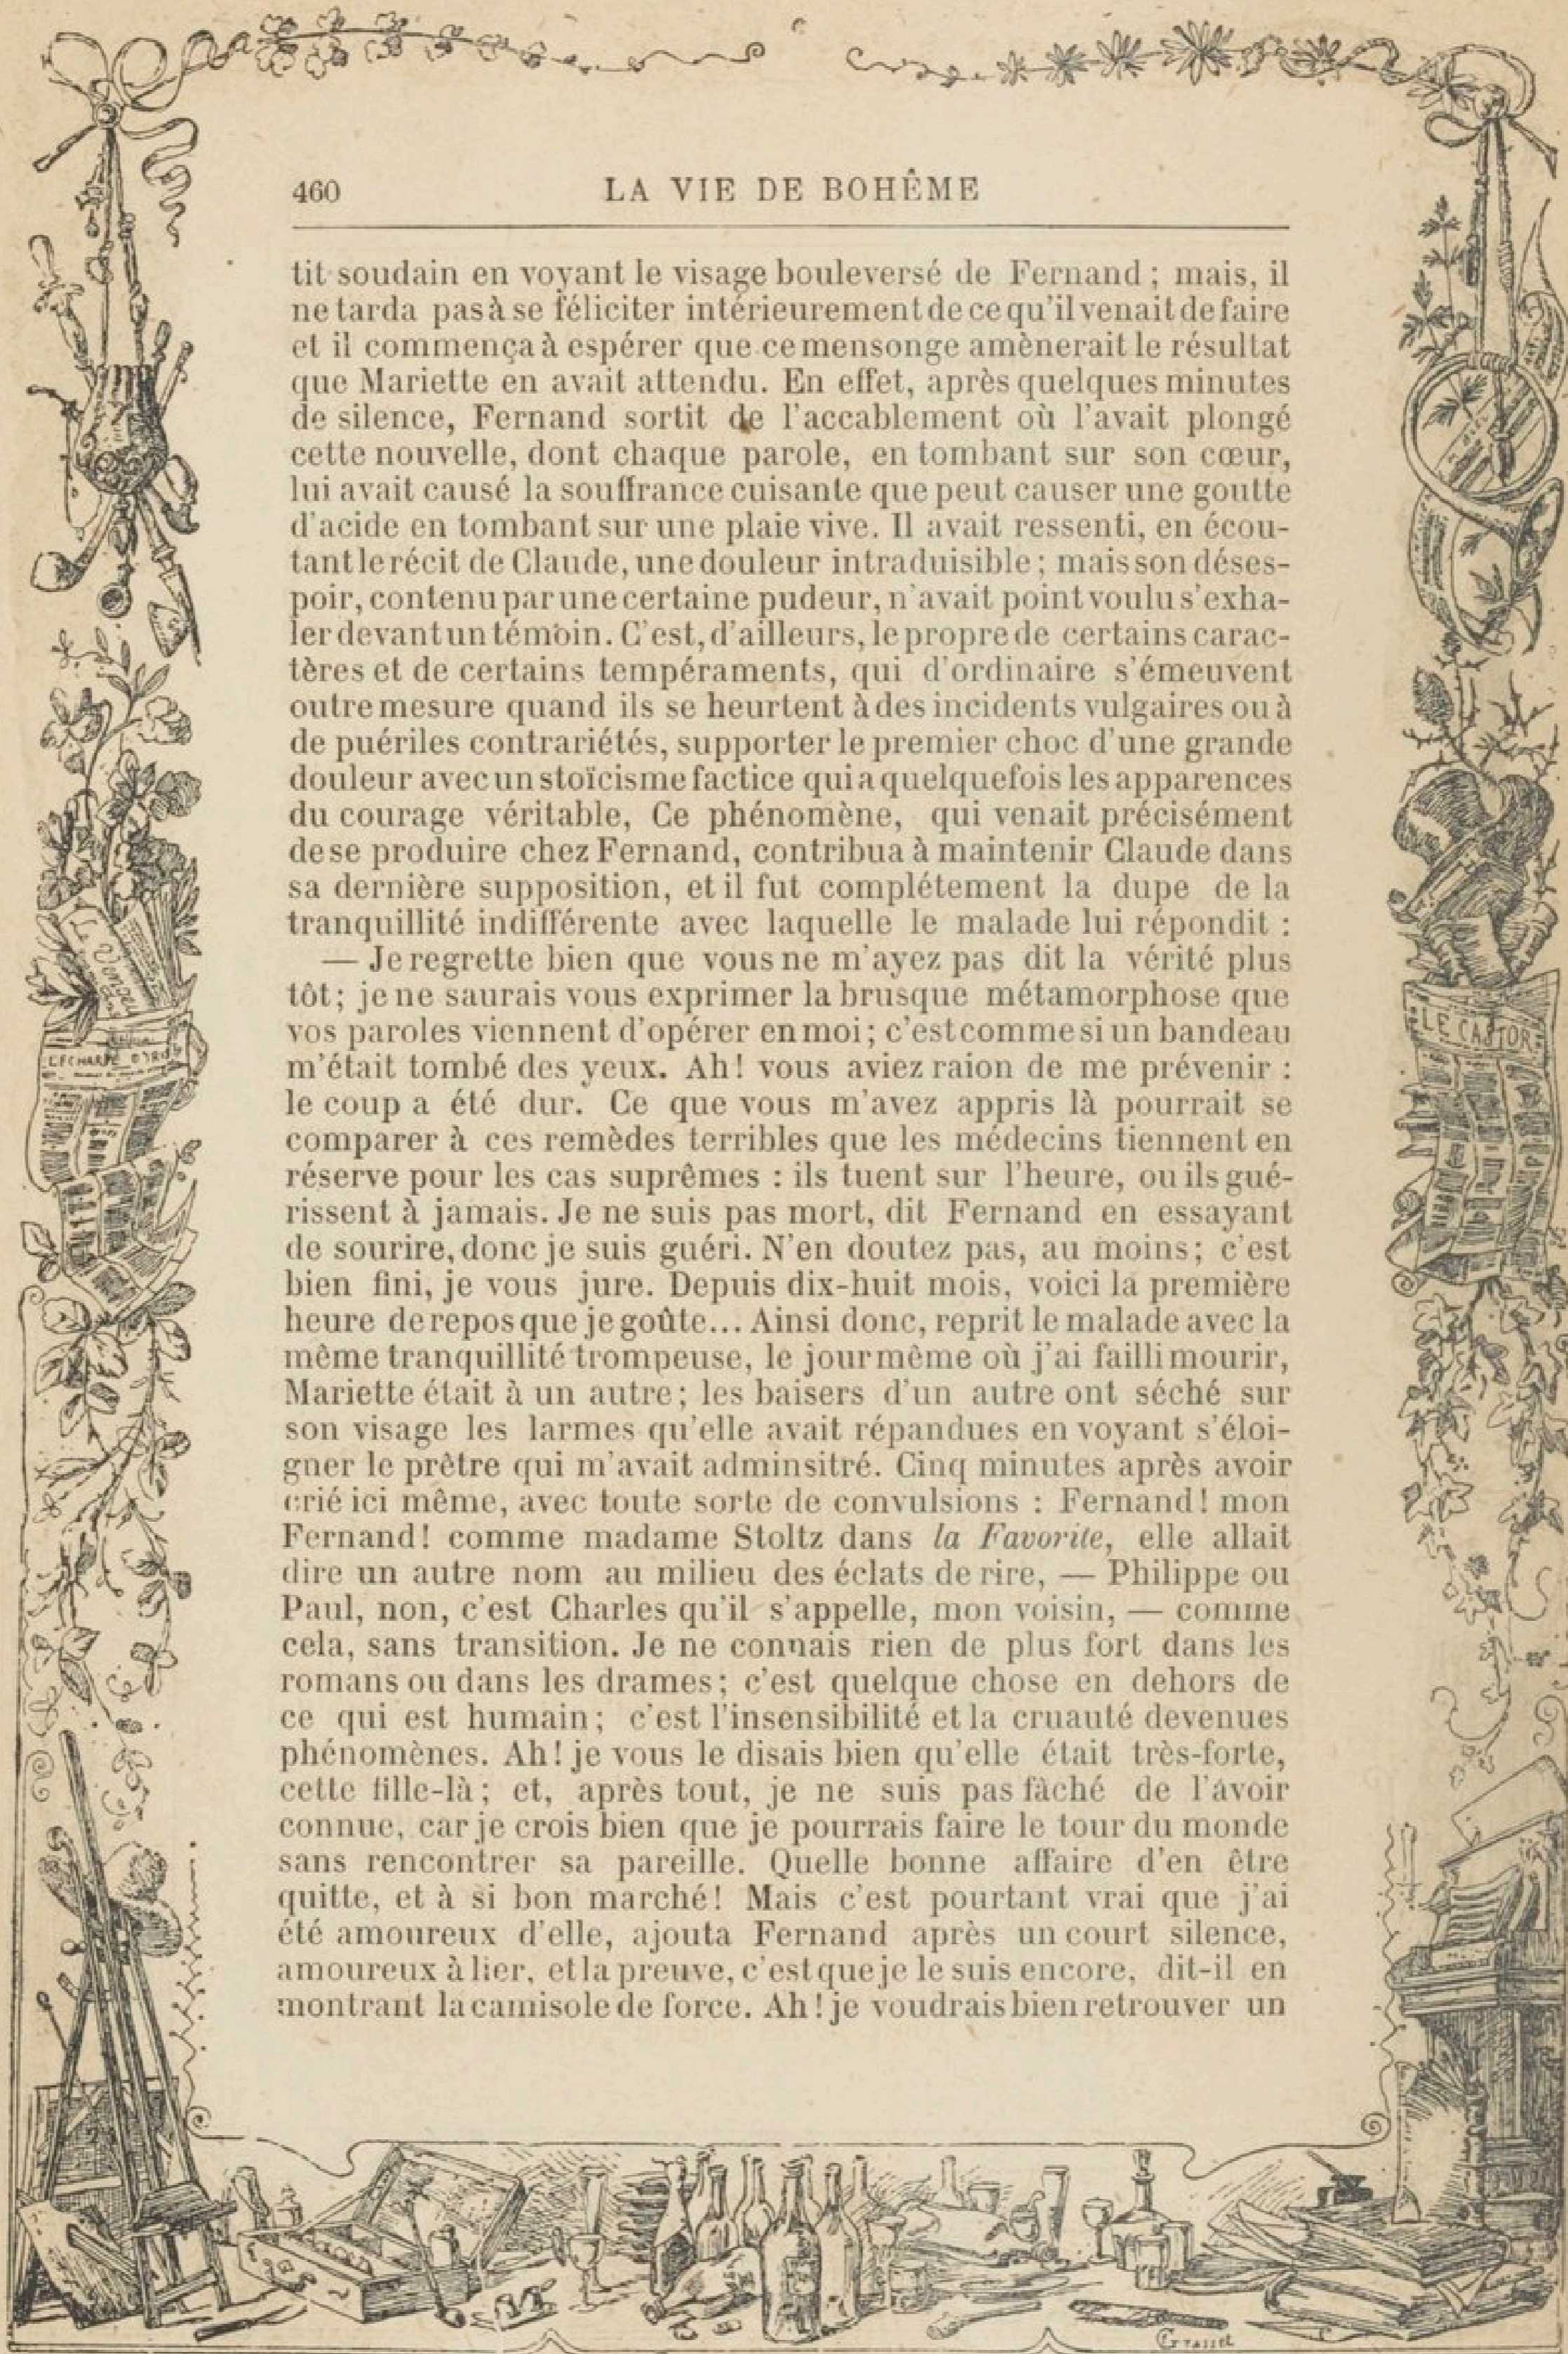 460
LA VIE DE BOHÊME
tit soudain en voyant le visage bouleversé de Fernand ; mais, il
ne tarda pas à se féliciter intérieurement de ce qu'il venait de faire
et il commença à espérer que ce mensonge amènerait le résultat
que Mariette en avait attendu. En effet, après quelques minutes
de silence, Fernand sortit de l'accablement où l'avait plongé
cette nouvelle, dont chaque parole, en tombant sur son cœur,
lui avait causé la souffrance cuisante que peut causer une goutte
d'acide en tombant sur une plaie vive. Il avait ressenti, en écou-
tant le récit de Claude, une douleur intraduisible ; mais son déses-
poir, contenu par une certaine pudeur, n'avait point voulu s'exha-
ler devant un témoin. C'est, d'ailleurs, le propre de certains carac-
tères et de certains tempéraments, qui d'ordinaire s'émeuvent
outre mesure quand ils se heurtent à des incidents vulgaires ou à
de puériles contrariétés, supporter le premier choc d'une grande
douleur avec un stoïcisme factice qui a quelquefois les apparences
du courage véritable, Ce phénomène, qui venait précisément
de se produire chez Fernand, contribua à maintenir Claude dans
sa dernière supposition, et il fut complétement la dupe de la
tranquillité indifférente avec laquelle le malade lui répondit :
— Je regrette bien que vous ne m'ayez pas dit la vérité plus
tôt ; je ne saurais vous exprimer la brusque métamorphose que
vos paroles viennent d'opérer en moi ; c'est comme si un bandeau
m'était tombé des yeux. Ah ! vous aviez raion de me prévenir :
le coup a été dur. Ce que vous m'avez appris là pourrait se
comparer à ces remèdes terribles que les médecins tiennent en
réserve pour les cas suprêmes : ils tuent sur l'heure, ou ils gué-
rissent à jamais. Je ne suis pas mort, dit Fernand en essayant
de sourire, donc je suis guéri. N'en doutez pas, au moins ; c'est
bien fini, je vous jure. Depuis dix-huit mois, voici la première
heure de repos que je goûte... Ainsi donc, reprit le malade avec la
même tranquillité trompeuse, le jour même où j'ai failli mourir,
Mariette était à un autre ; les baisers d'un autre ont séché sur
son visage les larmes qu'elle avait répandues en voyant s'éloi-
gner le prêtre qui m'avait adminsitré. Cinq minutes après avoir
crié ici même, avec toute sorte de convulsions : Fernand ! mon
Fernand ! comme madame Stoltz dans la Favorite, elle allait
dire un autre nom au milieu des éclats de rire, — Philippe ou
Paul, non, c'est Charles qu'il s'appelle, mon voisin, — comme
cela, sans transition. Je ne connais rien de plus fort dans les
romans ou dans les drames ; c'est quelque chose en dehors de
ce qui est humain ; c'est l'insensibilité et la cruauté devenues
phénomènes. Ah ! je vous le disais bien qu'elle était très-forte,
cette fille-là ; et, après tout, je ne suis pas fâché de l'avoir
connue, car je crois bien que je pourrais faire le tour du monde
sans rencontrer sa pareille. Quelle bonne affaire d'en être
quitte, et à si bon marché ! Mais c'est pourtant vrai que j'ai
été amoureux d'elle, ajouta Fernand après un court silence,
amoureux à lier, et la preuve, c'est que je le suis encore, dit-il en
montrant la camisole de force. Ah ! je voudrais bien retrouver un
LE CASTOR
Grasset